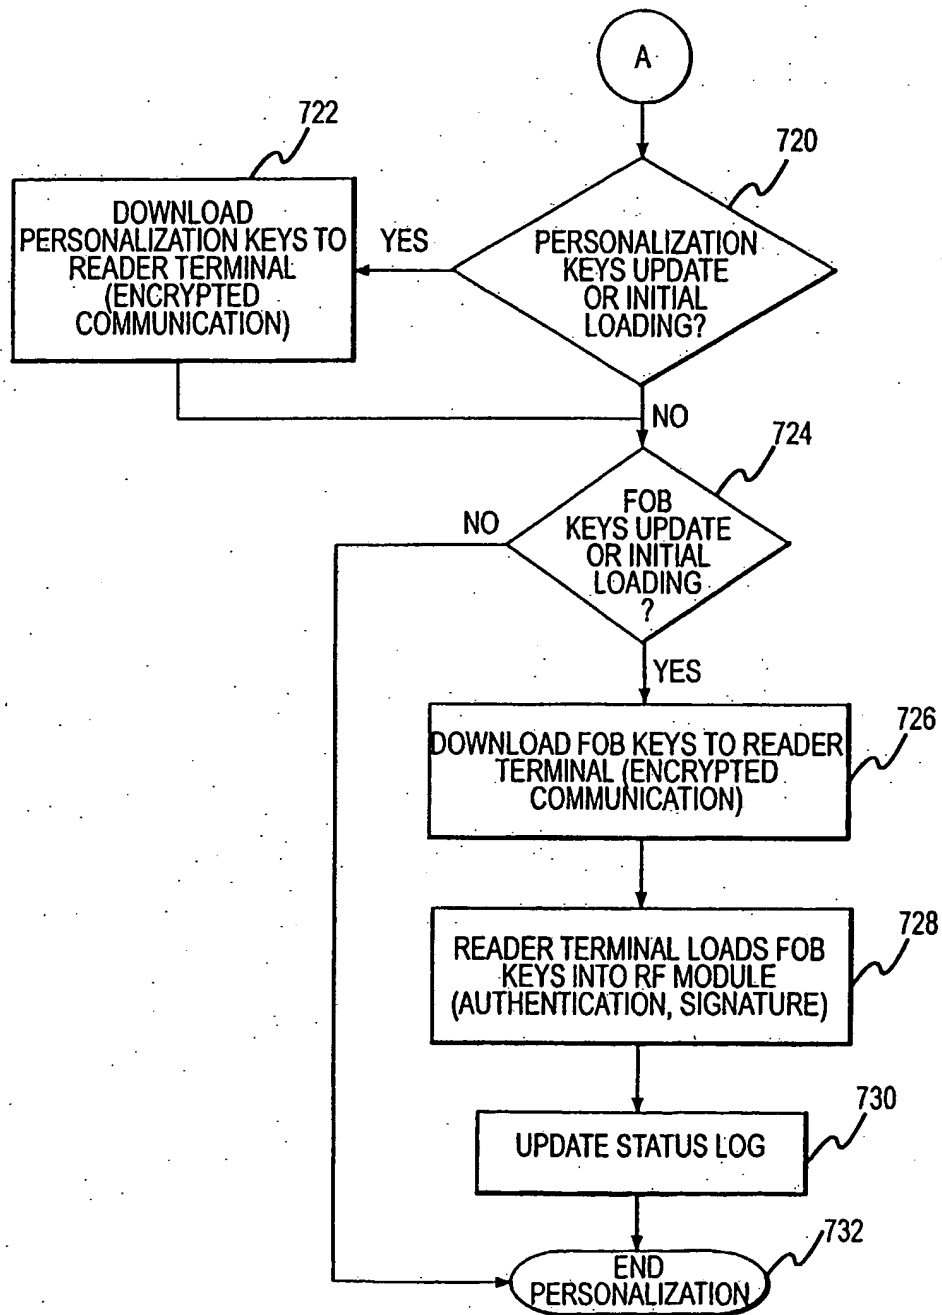 A
722
720
DOWNLOAD
PERSONALIZATION KEYS TO
READER TERMINAL
(ENCRYPTED
COMMUNICATION)
YES
PERSONALIZATION
KEYS UPDATE
OR INITIAL
LOADING?
NO
724
NO
FOB
KEYS UPDATE
OR INITIAL
LOADING
?
YES
726
DOWNLOAD FOB KEYS TO READER
TERMINAL (ENCRYPTED
COMMUNICATION)
728
READER TERMINAL LOADS FOB
KEYS INTO RF MODULE
(AUTHENTICATION, SIGNATURE)
730
UPDATE STATUS LOG
732
END
PERSONALIZATION